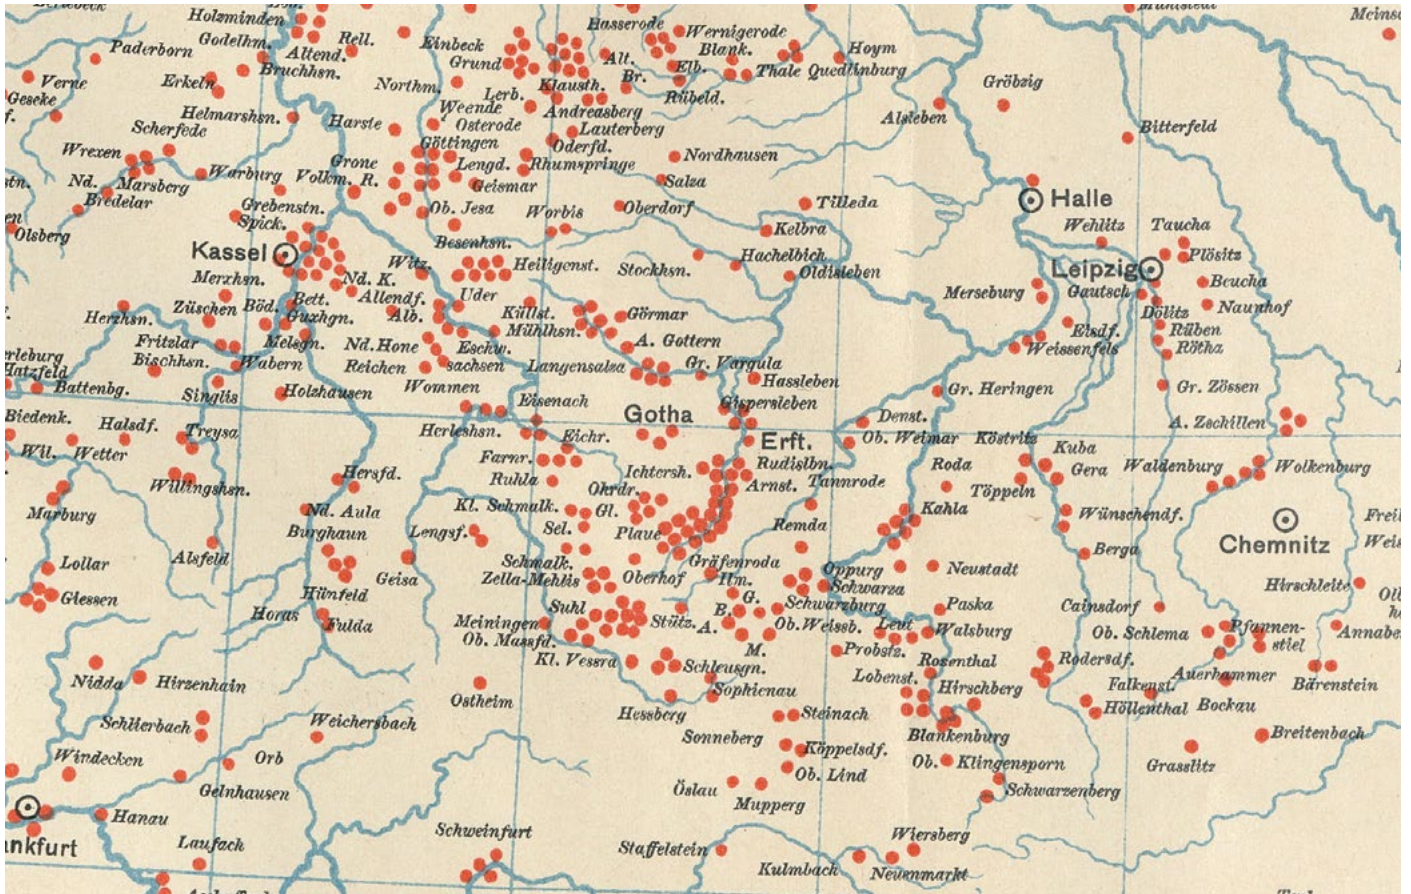 Holzminden
Godelhm.
Altend.
Rell.
Bruchhsn.
Paderborn
Verne
Geseke
Erkeln
Helmarshsn.
Scherfede
Wrexen
Nd.
Marsberg
Bredelar
Warburg
Volkm.
R.
Harste
Grone
Einbeck
Grund
Northm.
Lerb.
Weende
Osterode
Göttingen
Lengd.
Geismar
Rhumspringe
Ob. Jesa
Klausth.
Andreasberg
Lauterberg
Oderfd.
Hasserode
Wernigerode
Alt.
Br.
Blank.
Elb.
Rübeld.
Thale
Quedlinburg
Hoym
Gröbzig
Alsleben
Bitterfeld
Nordhausen
Salza
Oberdorf
Worbis
Tilleda
Kelbra
Hachelbich
Oldisleben
Stockhsn.
Halle
Wehlitz
Taucha
Plösitz
Leipzig
Beucha
Gautsch
Naunhof
Dölitz
Rüben
Rötha
Merseburg
Eisdf.
Weissenfels
Gr. Zössen
A. Zschillen
Olsberg
Grebenstn.
Spick.
Kassel
Merxhsn.
Nd. K.
Allendf.
Witz.
Besenhsn.
Heiligenst.
Uder
Alb.
Züschen
Böd.
Bett.
Guxhgn.
Herzhsn.
Fritzlar
Bischhsn.
Melsgn.
Wabern
Nd. Hone
Eschw.
Reichen
sachsen
Wommen
Küllst.
Mühlhsn.
Görmar
A. Gottern
Langensalza
Gr. Vargula
Hassleben
Gispersleben
Gr. Heringen
Denst.
Ob. Weimar
Köstritz
Kuba
Gera
Waldenburg
Wolkenburg
Hatzfeld
Battenbg.
Singlis
Holzhausen
Biedenk.
Halsdf.
Treysa
Wil.
Wetter
Willingshsn.
Hersfd.
Herleshsn.
Eisenach
Gotha
Eichr.
Farnr.
Ruhla
Erft.
Ichtersh.
Rudislbn.
Arnst.
Tannrode
Roda
Töppeln
Marburg
Nd. Aula
Burghaun
Lengsf.
Kl. Schmalk.
Ohrdr.
Gl.
Sel.
Plaue
Remda
Kahla
Wünschendf.
Chemnitz
Lollar
Alsfeld
Giessen
Geisa
Hünfeld
Horas
Fulda
Schmalk.
Zella-Mehlis
Oberhof
Gräfenroda
Ilm.
Oppurg
Neustadt
Berga
Hirschleite
Schwarza
Suhl
Meiningen
Ob. Massfd.
Stütz.
G.
B.
A.
M.
Schwarzburg
Ob. Weissb.
Leut
Paska
Walsburg
Cainsdorf
Ob. Schlema
Pfannen-
stiel
Probstz.
Rosenthal
Lobenst.
Hirschberg
Rodersdf.
Auerhammer
Falkenst.
Bockau
Bärenstein
Höllenthal
Breitenbach
Grasslitz
Kl. Vessra
Schleusgn.
Sophienau
Hessberg
Nidda
Hirzenhain
Ostheim
Schlierbach
Weichersbach
Sonneberg
Steinach
Köppelsdf.
Ob. Lind
Öslau
Mupperg
Blankenburg
Ob.
Klingensporn
Schwarzenberg
Windecken
Orb
Gelnhausen
Hanau
Laufach
Schweinfurt
Staffelstein
Kulmbach
Wiersberg
Neuenmarkt